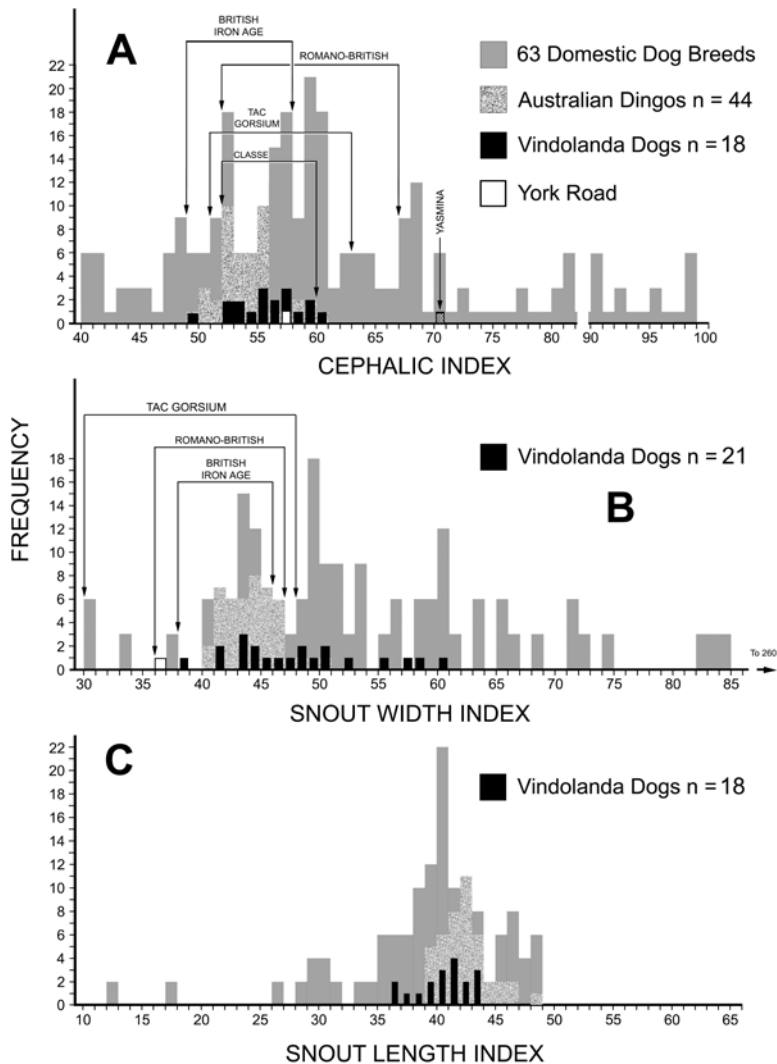 A
BRITISH
IRON AGE
ROMANO-BRITISH
TAC
GORSIUM
CLASSE
YASMINA
63 Domestic Dog Breeds
Australian Dingos n = 44
Vindolanda Dogs n = 18
York Road
22
20
18
16
14
12
10
8
6
4
2
0
40 45 50 55 60 65 70 75 80 90 95 100
CEPHALIC INDEX
FREQUENCY
TAC GORSIUM
ROMANO-BRITISH
BRITISH
IRON AGE
Vindolanda Dogs n = 21
B
18
16
14
12
10
8
6
4
2
0
To 260
30 35 40 45 50 55 60 65 70 75 80 85
SNOUT WIDTH INDEX
C
Vindolanda Dogs n = 18
22
20
18
16
14
12
10
8
6
4
2
0
10 15 20 25 30 35 40 45 50 55 60 65
SNOUT LENGTH INDEX